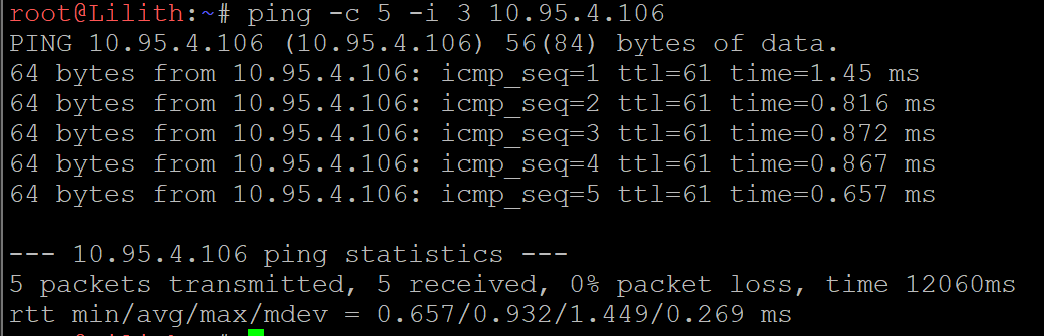 root@Lilith:~# ping -c 5 -i 3 10.95.4.106
PING 10.95.4.106 (10.95.4.106) 56(84) bytes of data.
64 bytes from 10.95.4.106: icmp_seq=1 ttl=61 time=1.45 ms
64 bytes from 10.95.4.106: icmp_seq=2 ttl=61 time=0.816 ms
64 bytes from 10.95.4.106: icmp_seq=3 ttl=61 time=0.872 ms
64 bytes from 10.95.4.106: icmp_seq=4 ttl=61 time=0.867 ms
64 bytes from 10.95.4.106: icmp_seq=5 ttl=61 time=0.657 ms
--- 10.95.4.106 ping statistics ---
5 packets transmitted, 5 received, 0% packet loss, time 12060ms
rtt min/avg/max/mdev = 0.657/0.932/1.449/0.269 ms